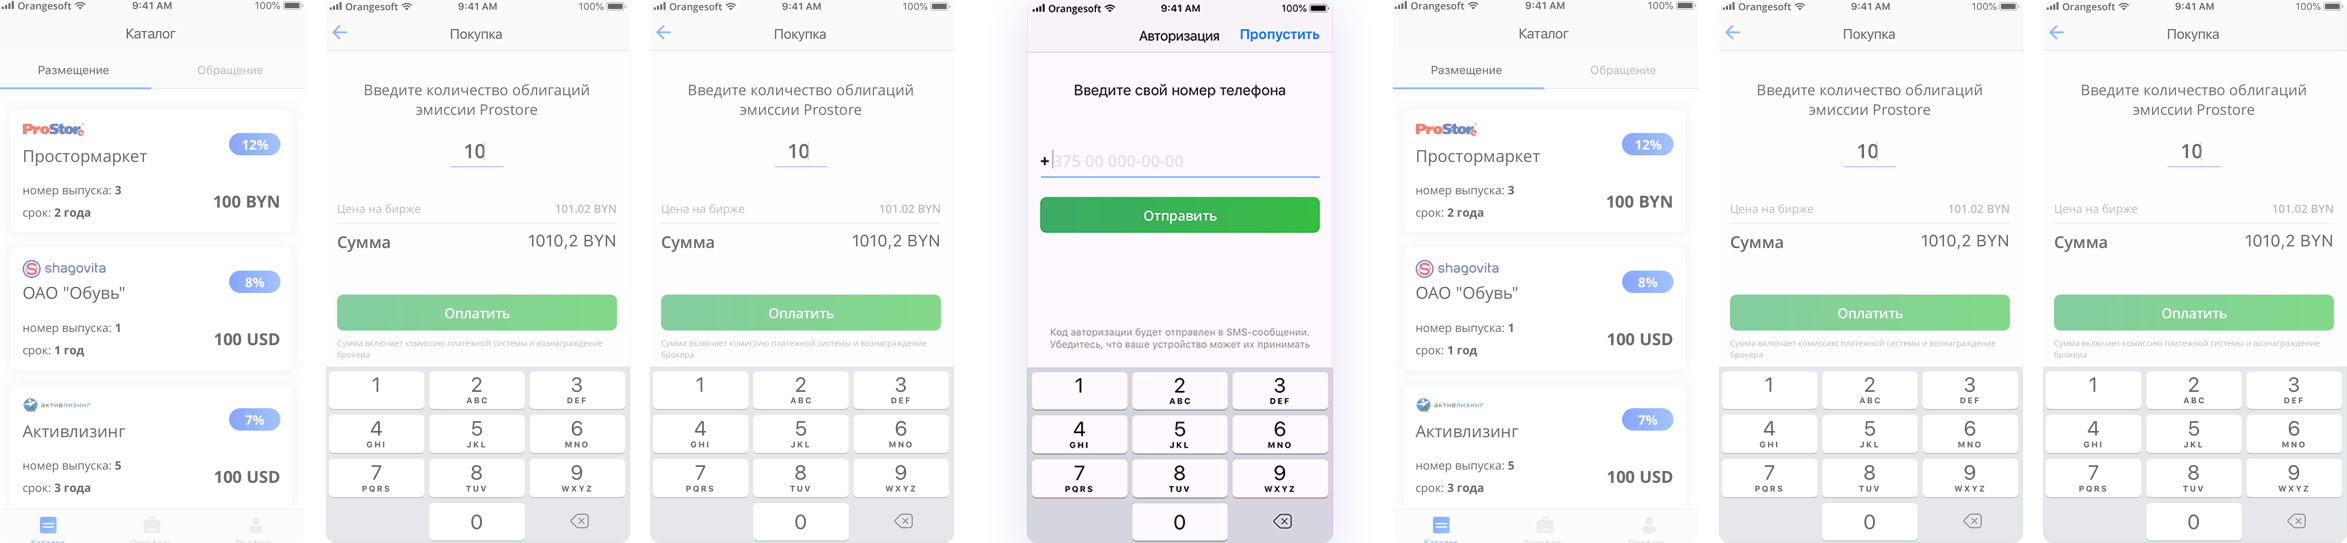 Orangesoft 9:41 AM 100%
Каталог
Размещение Обращение
ProStore
12%
Простормаркет
номер выпуска: 3
100 BYN
срок: 2 года
shagovita
8%
ОАО "Обувь"
номер выпуска: 1
100 USD
срок: 1 год
активлизинг
7%
Активлизинг
номер выпуска: 5
100 USD
срок: 3 года
Каталог Портфель Профиль
Orangesoft 9:41 AM 100%
Покупка
Введите количество облигаций
эмиссии Prostore
10
Цена на бирже 101.02 BYN
Сумма 1010,2 BYN
Оплатить
Сумма включает комиссию платежной системы и вознаграждение
брокера
1 2 3
ABC DEF
4 5 6
GHI JKL MNO
7 8 9
PQRS TUV WXYZ
0
Orangesoft 9:41 AM 100%
Покупка
Введите количество облигаций
эмиссии Prostore
10
Цена на бирже 101.02 BYN
Сумма 1010,2 BYN
Оплатить
Сумма включает комиссию платежной системы и вознаграждение
брокера
1 2 3
ABC DEF
4 5 6
GHI JKL MNO
7 8 9
PQRS TUV WXYZ
0
Orangesoft 9:41 AM 100%
Авторизация Пропустить
Введите свой номер телефона
+375 00 000-00-00
Отправить
Код авторизации будет отправлен в SMS-сообщении.
Убедитесь, что ваше устройство может их принимать
1 2 3
ABC DEF
4 5 6
GHI JKL MNO
7 8 9
PQRS TUV WXYZ
0
Orangesoft 9:41 AM 100%
Каталог
Размещение Обращение
ProStore
12%
Простормаркет
номер выпуска: 3
100 BYN
срок: 2 года
shagovita
8%
ОАО "Обувь"
номер выпуска: 1
100 USD
срок: 1 год
активлизинг
7%
Активлизинг
номер выпуска: 5
100 USD
срок: 3 года
Каталог Портфель Профиль
Orangesoft 9:41 AM 100%
Покупка
Введите количество облигаций
эмиссии Prostore
10
Цена на бирже 101.02 BYN
Сумма 1010,2 BYN
Оплатить
Сумма включает комиссию платежной системы и вознаграждение
брокера
1 2 3
ABC DEF
4 5 6
GHI JKL MNO
7 8 9
PQRS TUV WXYZ
0
Orangesoft 9:41 AM 100%
Покупка
Введите количество облигаций
эмиссии Prostore
10
Цена на бирже 101.02 BYN
Сумма 1010,2 BYN
Оплатить
Сумма включает комиссию платежной системы и вознаграждение
брокера
1 2 3
ABC DEF
4 5 6
GHI JKL MNO
7 8 9
PQRS TUV WXYZ
0